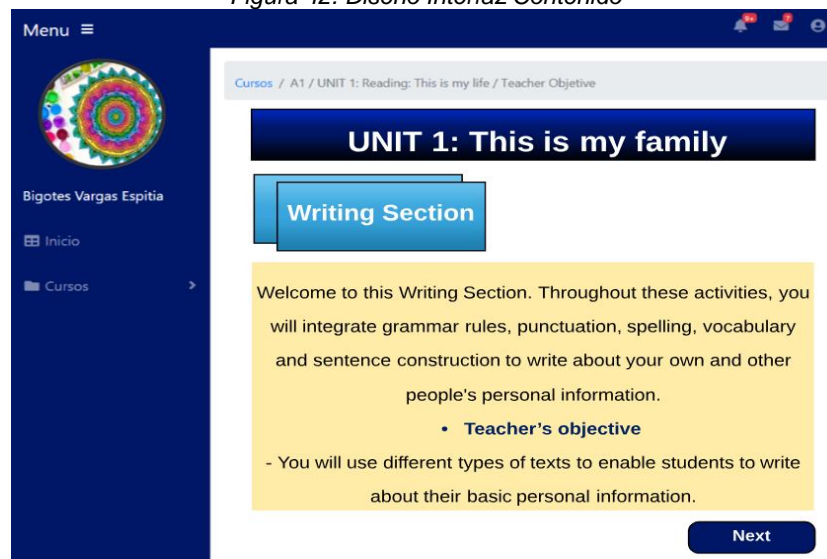 Figura 42. Diseño Interfaz Contenido
Menu
9+
7
Cursos / A1 / UNIT 1: Reading: This is my life / Teacher Objetive
UNIT 1: This is my family
Bigotes Vargas Espitia
Writing Section
Inicio
Cursos
Welcome to this Writing Section. Throughout these activities, you
will integrate grammar rules, punctuation, spelling, vocabulary
and sentence construction to write about your own and other
people's personal information.
• Teacher’s objective
- You will use different types of texts to enable students to write
about their basic personal information.
Next